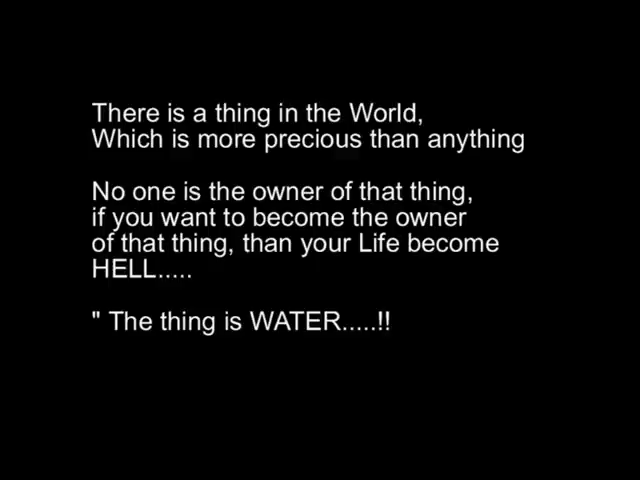 There is a thing in the World,
Which is more precious than anything
No one is the owner of that thing,
if you want to become the owner
of that thing, than your Life become
HELL.....
" The thing is WATER.....!!